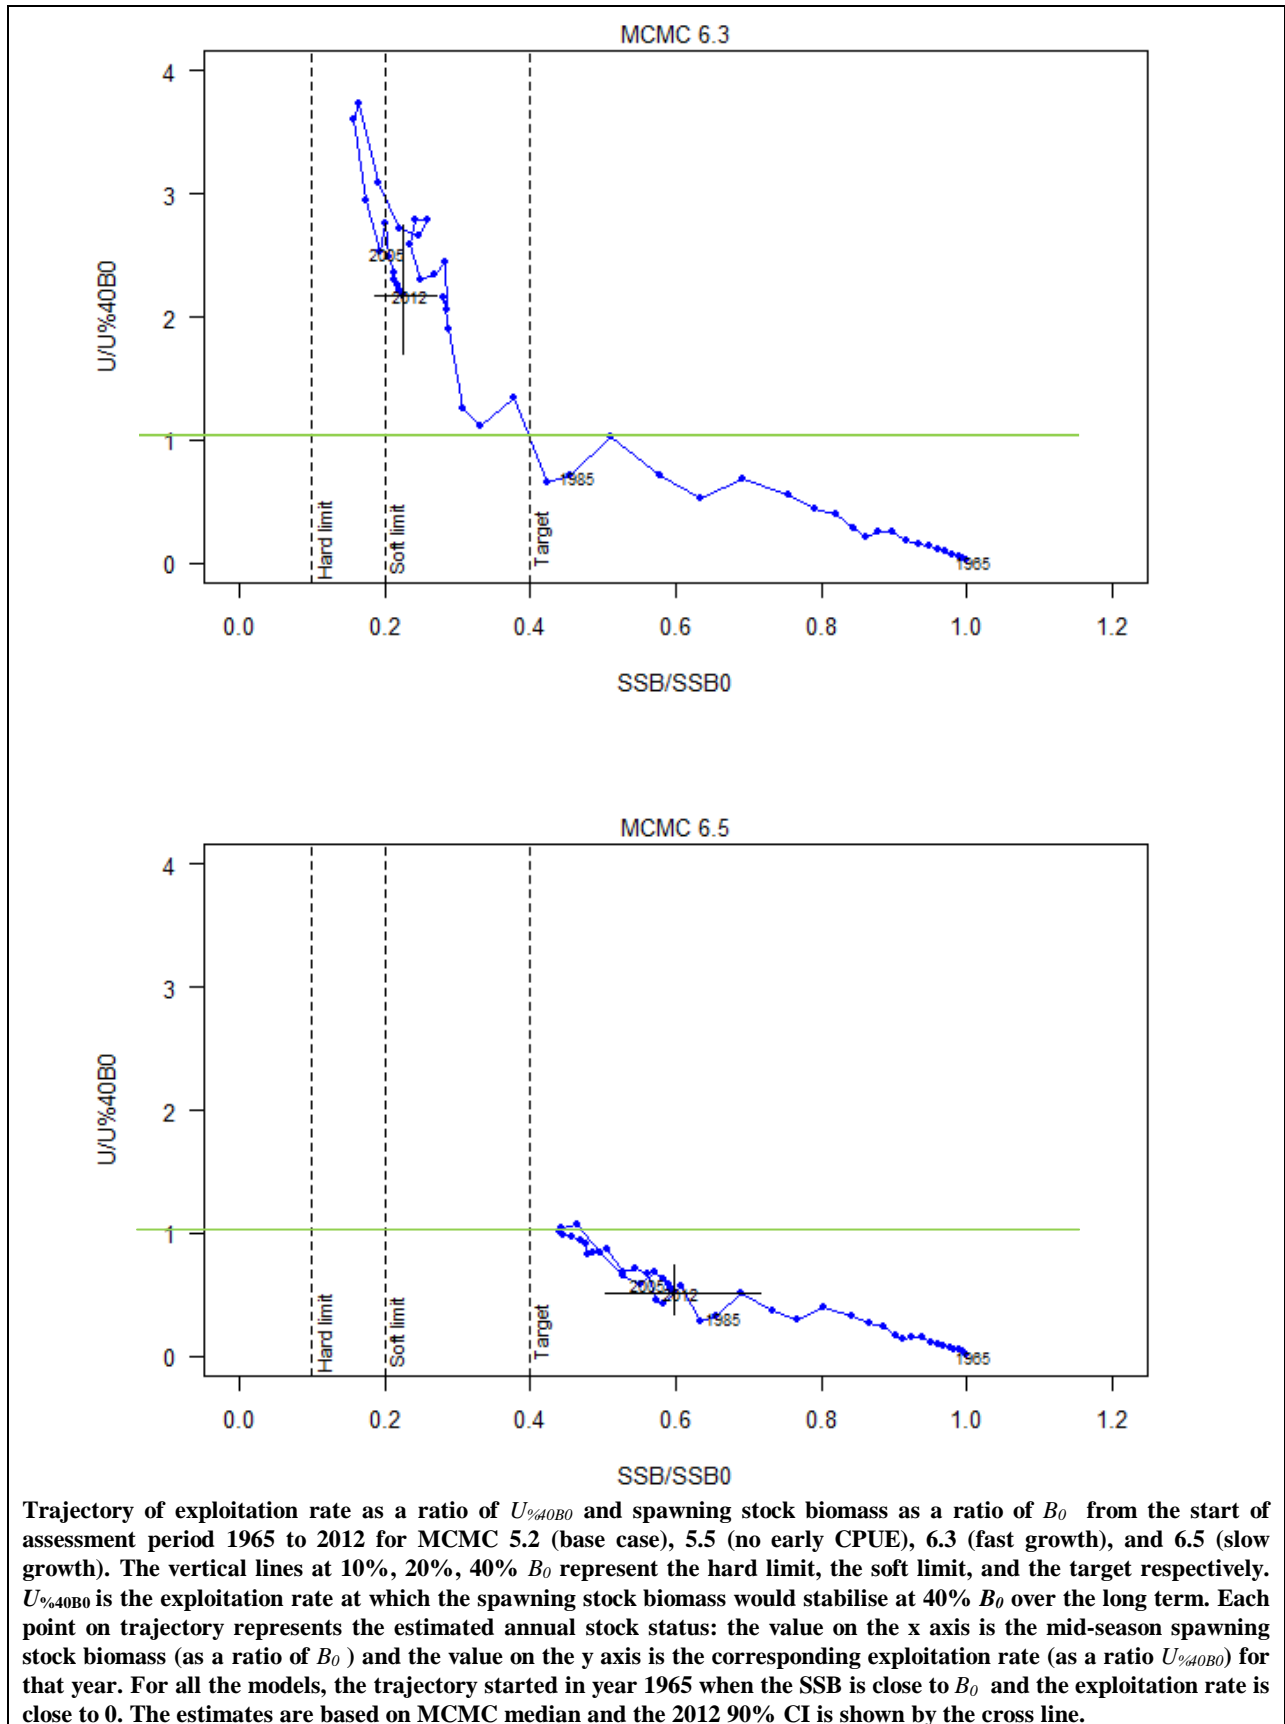 MCMC 6.3
4
3
2
1
0
U/U%40B0
2005
2012
1985
1965
Hard limit
Soft limit
Target
0.0 0.2 0.4 0.6 0.8 1.0 1.2
SSB/SSB0
MCMC 6.5
4
3
2
1
0
U/U%40B0
2005
2012
1985
1965
Hard limit
Soft limit
Target
0.0 0.2 0.4 0.6 0.8 1.0 1.2
SSB/SSB0
Trajectory of exploitation rate as a ratio of U%40B0 and spawning stock biomass as a ratio of B0 from the start of
assessment period 1965 to 2012 for MCMC 5.2 (base case), 5.5 (no early CPUE), 6.3 (fast growth), and 6.5 (slow
growth). The vertical lines at 10%, 20%, 40% B0 represent the hard limit, the soft limit, and the target respectively.
U%40B0 is the exploitation rate at which the spawning stock biomass would stabilise at 40% B0 over the long term. Each
point on trajectory represents the estimated annual stock status: the value on the x axis is the mid-season spawning
stock biomass (as a ratio of B0 ) and the value on the y axis is the corresponding exploitation rate (as a ratio U%40B0) for
that year. For all the models, the trajectory started in year 1965 when the SSB is close to B0 and the exploitation rate is
close to 0. The estimates are based on MCMC median and the 2012 90% CI is shown by the cross line.